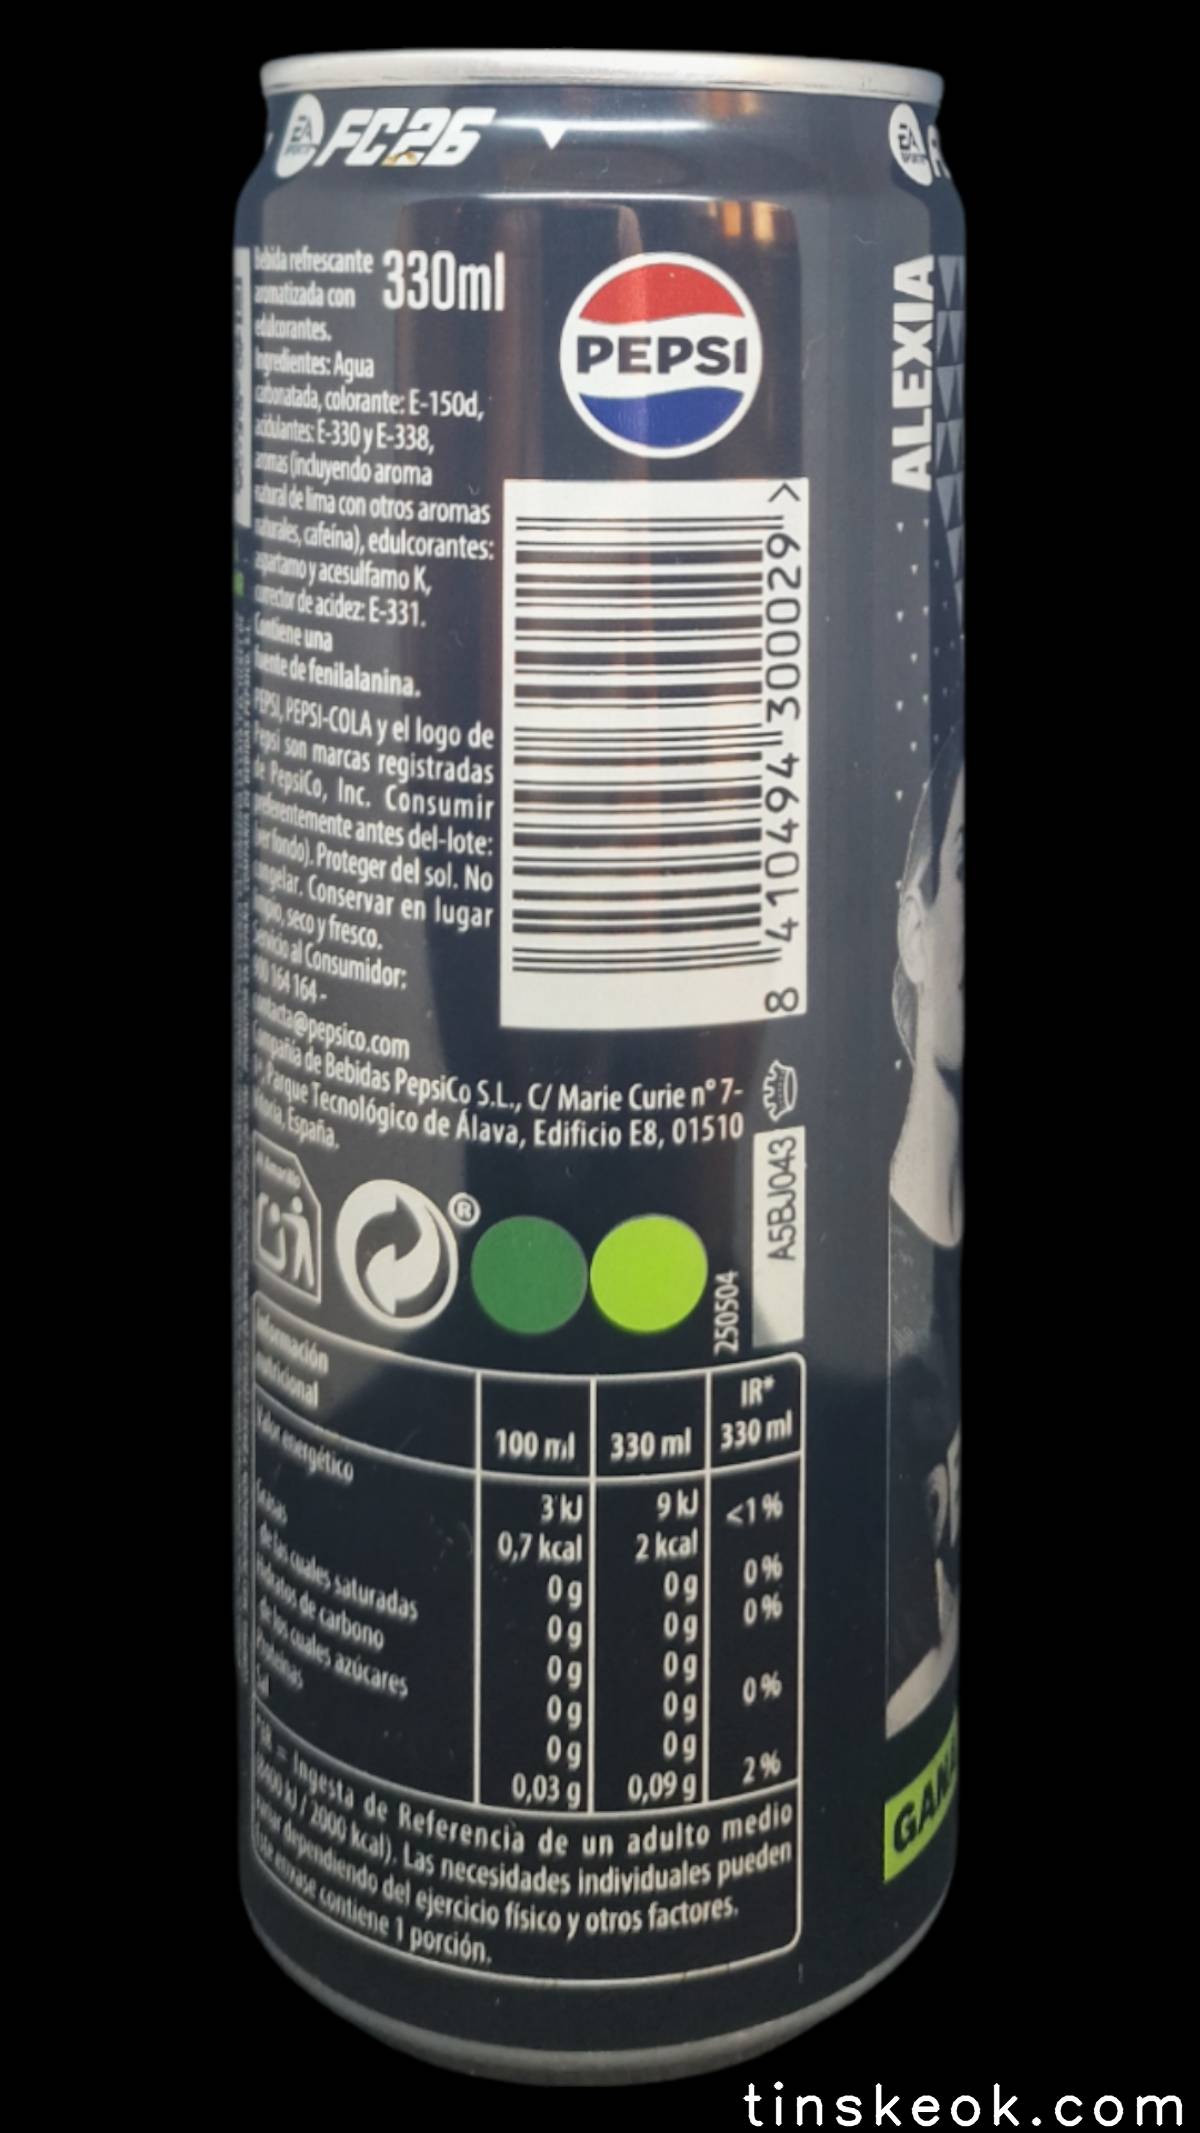 EA SPORTS FC26
EA SPORTS
Bebida refrescante
aromatizada con
edulcorantes.
330ml
Ingredientes: Agua
carbonatada, colorante: E-150d,
acidulantes: E-330 y E-338,
aromas (incluyendo aroma
natural de lima con otros aromas
naturales, cafeína), edulcorantes:
aspartamo y acesulfamo K,
corrector de acidez: E-331.
Contiene una
fuente de fenilalanina.
PEPSI, PEPSI-COLA y el logo de
Pepsi son marcas registradas
de PepsiCo, Inc. Consumir
preferentemente antes del-lote:
(ver fondo). Proteger del sol. No
congelar. Conservar en lugar
limpio, seco y fresco.
Servicio al Consumidor:
900 164 164 -
contacta@pepsico.com
Compañía de Bebidas PepsiCo S.L., C/ Marie Curie nº 7-
Parque Tecnológico de Álava, Edificio E8, 01510
Vitoria, España.
PEPSI
8 410494 300029 >
ALEXIA
A5BJ043
250504
Al Amarillo
®
Información
nutricional
100 ml
330 ml
IR*
330 ml
Valor energético
3 kJ 9 kJ <1%
0,7 kcal 2 kcal
Grasas 0 g 0 g 0%
de las cuales saturadas 0 g 0 g 0%
Hidratos de carbono 0 g 0 g
de los cuales azúcares 0 g 0 g 0%
Proteínas 0 g 0 g
Sal 0,03 g 0,09 g 2%
*IR = Ingesta de Referencia de un adulto medio
(8400 kJ / 2000 kcal). Las necesidades individuales pueden
variar dependiendo del ejercicio físico y otros factores.
Este envase contiene 1 porción.
GANA
tinskeok.com